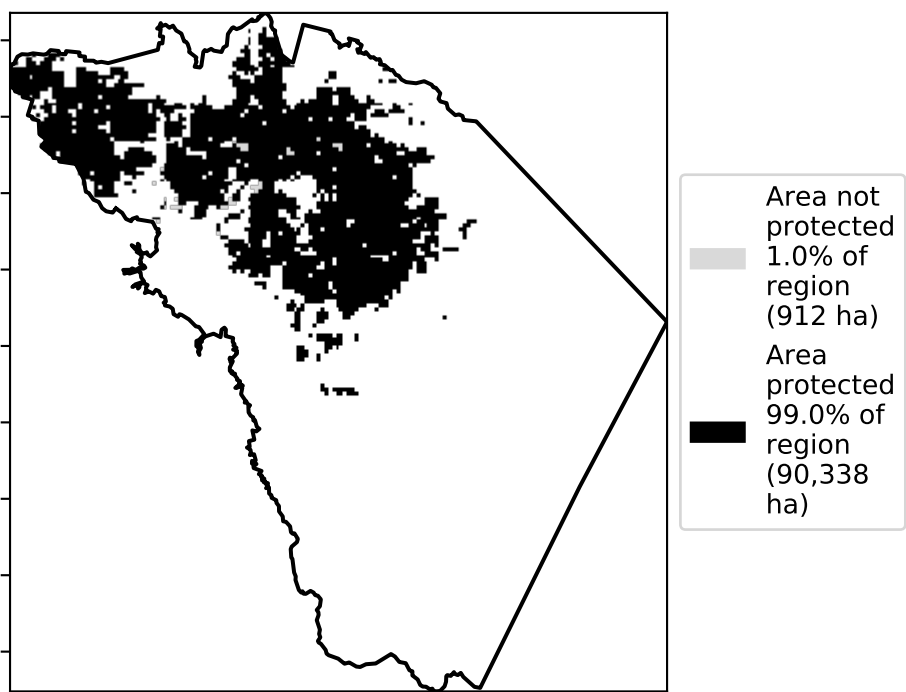 Area not
protected
1.0% of
region
(912 ha)
Area
protected
99.0% of
region
(90,338
ha)